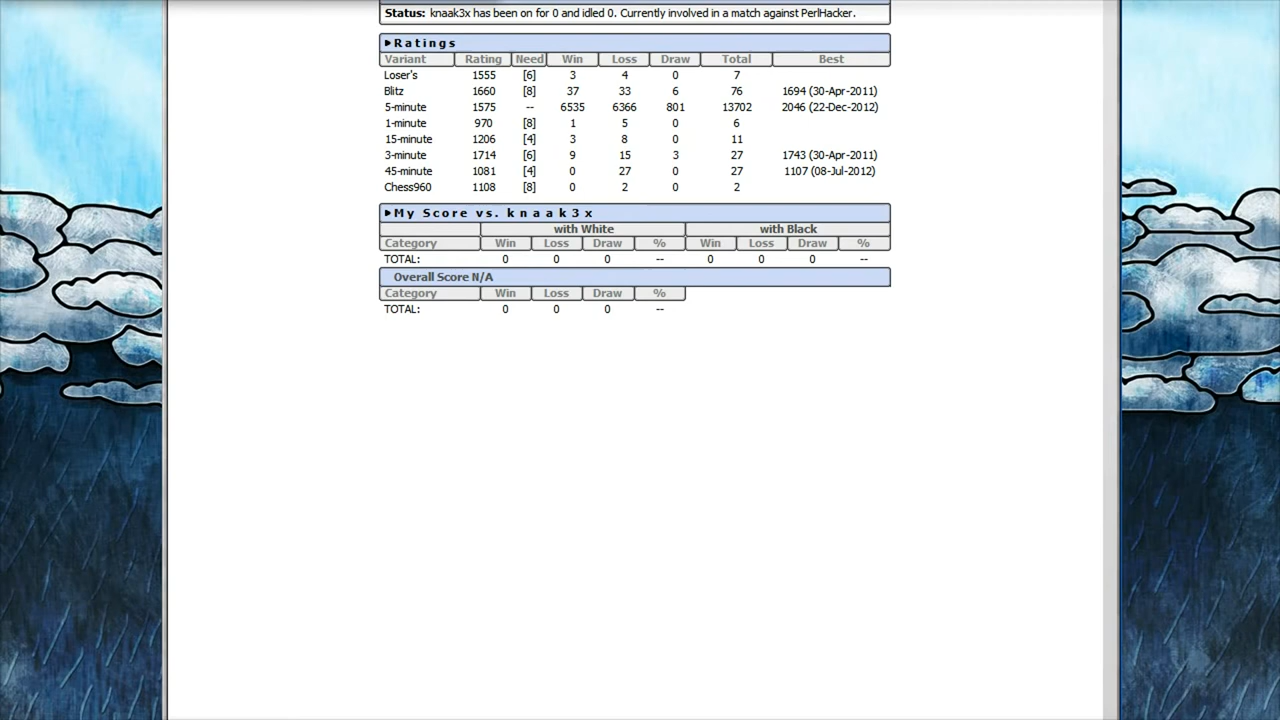 Status: knaak3x has been on for 0 and idled 0. Currently involved in a match against PerlHacker.
Ratings
Variant Rating Need Win Loss Draw Total Best
Loser's 1555 [6] 3 4 0 7
Blitz 1660 [8] 37 33 6 76 1694 (30-Apr-2011)
5-minute 1575 -- 6535 6366 801 13702 2046 (22-Dec-2012)
1-minute 970 [8] 1 5 0 6
15-minute 1206 [4] 3 8 0 11
3-minute 1714 [6] 9 15 3 27 1743 (30-Apr-2011)
45-minute 1081 [4] 0 27 0 27 1107 (08-Jul-2012)
Chess960 1108 [8] 0 2 0 2
My Score vs. knaak3x
with White with Black
Category Win Loss Draw % Win Loss Draw %
TOTAL: 0 0 0 -- 0 0 0 --
Overall Score N/A
Category Win Loss Draw %
TOTAL: 0 0 0 --